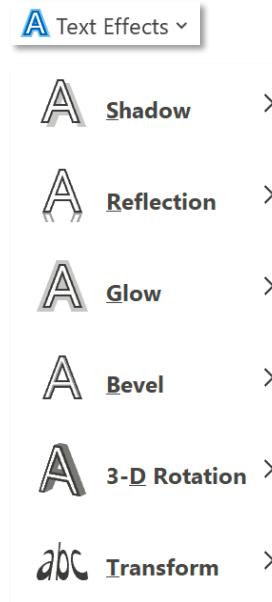 Text Effects
Shadow
Reflection
Glow
Bevel
3-D Rotation
abc Transform